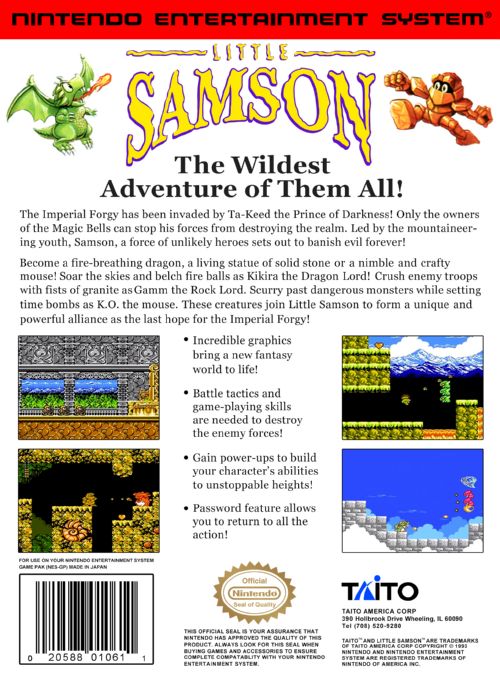 NINTENDO ENTERTAINMENT SYSTEM®
LITTLE
SAMSON
The Wildest
Adventure of Them All!
The Imperial Forgy has been invaded by Ta-Keed the Prince of Darkness! Only the owners
of the Magic Bells can stop his forces from destroying the realm. Led by the mountaineer-
ing youth, Samson, a force of unlikely heroes sets out to banish evil forever!
Become a fire-breathing dragon, a living statue of solid stone or a nimble and crafty
mouse! Soar the skies and belch fire balls as Kikira the Dragon Lord! Crush enemy troops
with fists of granite as Gamm the Rock Lord. Scurry past dangerous monsters while setting
time bombs as K.O. the mouse. These creatures join Little Samson to form a unique and
powerful alliance as the last hope for the Imperial Forgy!
• Incredible graphics
bring a new fantasy
world to life!
• Battle tactics and
game-playing skills
are needed to destroy
the enemy forces!
• Gain power-ups to build
your character's abilities
to unstoppable heights!
• Password feature allows
you to return to all the
action!
FOR USE ON YOUR NINTENDO ENTERTAINMENT SYSTEM
GAME PAK (NES-GP) MADE IN JAPAN
0 20588 01061 1
Official
Nintendo
Seal of Quality
THIS OFFICIAL SEAL IS YOUR ASSURANCE THAT
NINTENDO HAS APPROVED THE QUALITY OF THIS
PRODUCT. ALWAYS LOOK FOR THIS SEAL WHEN
BUYING GAMES AND ACCESSORIES TO ENSURE
COMPLETE COMPATABILITY WITH YOUR NINTENDO
ENTERTAINMENT SYSTEM.
TAITO
TAITO AMERICA CORP
390 Hollbrook Drive Wheeling, IL 60090
Tel (708) 520-9280
TAITO™ AND LITTLE SAMSON™ ARE TRADEMARKS
OF TAITO AMERICA CORP COPYRIGHT © 1993
NINTENDO AND NINTENDO ENTERTAINMENT
SYSTEM ARE REGISTERED TRADEMARKS OF
NINTENDO OF AMERICA INC.